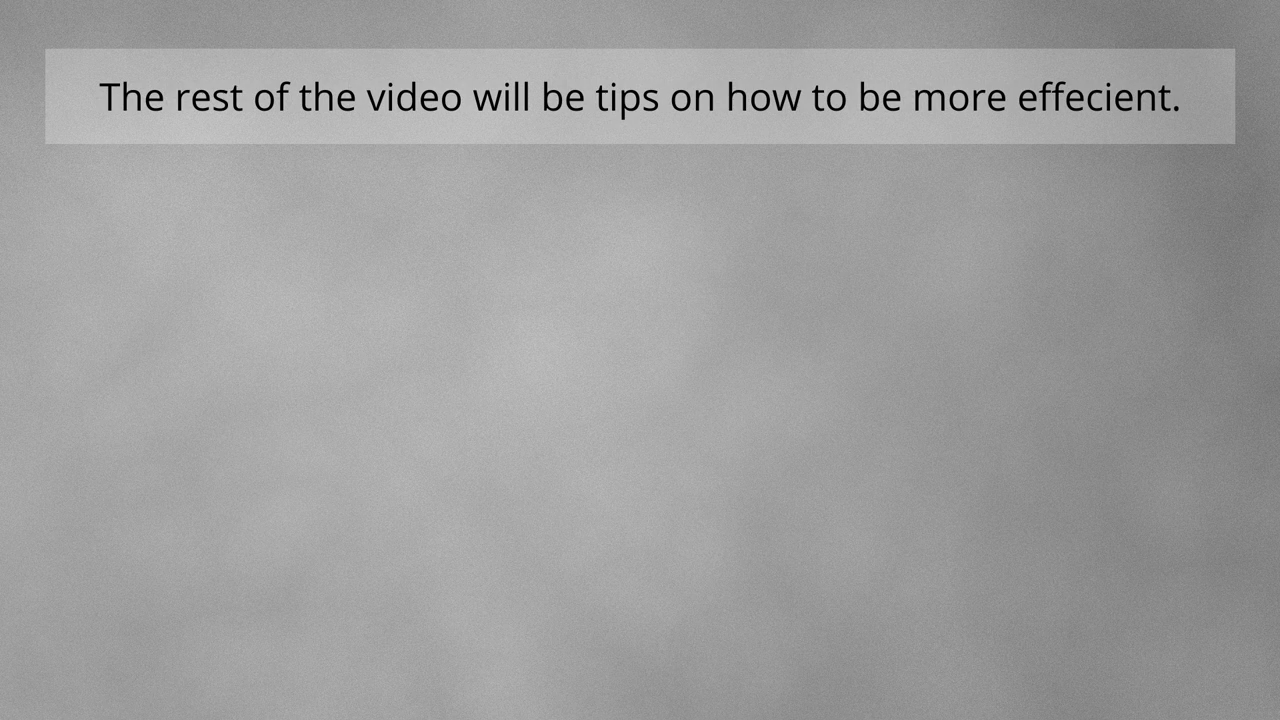 The rest of the video will be tips on how to be more effecient.